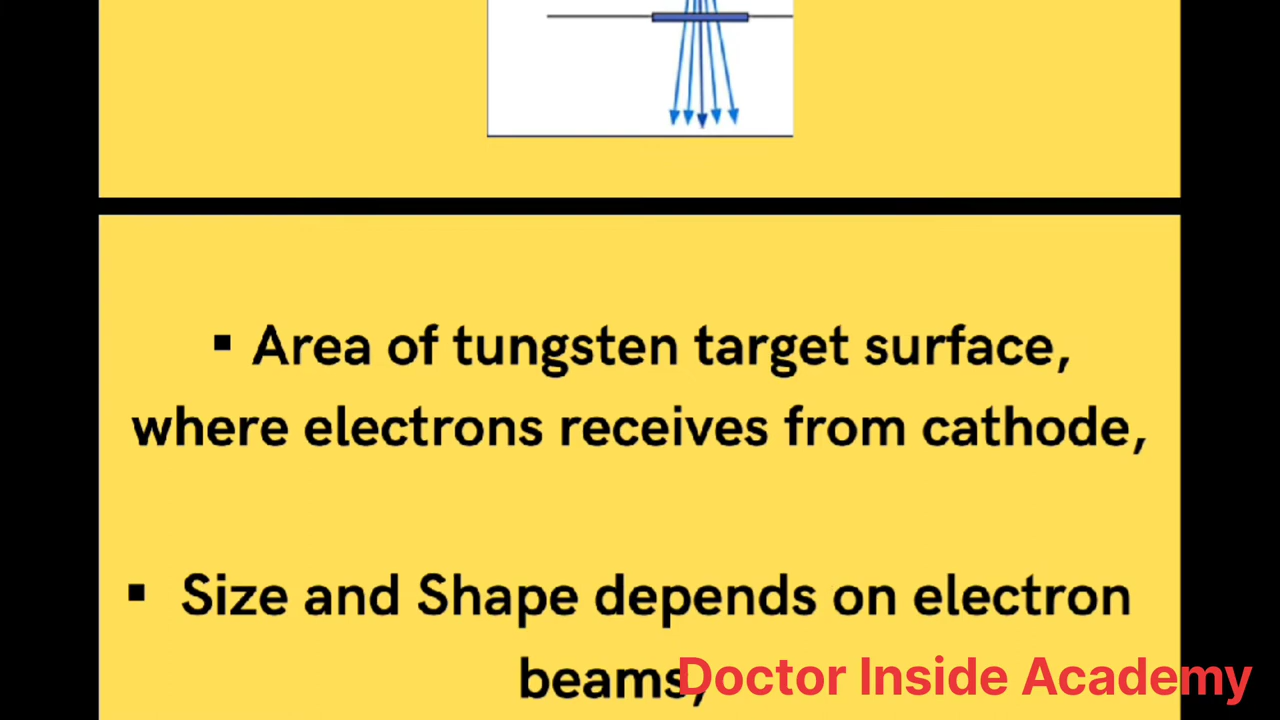 ▪ Area of tungsten target surface,
where electrons receives from cathode,
▪ Size and Shape depends on electron
beams,
Doctor Inside Academy